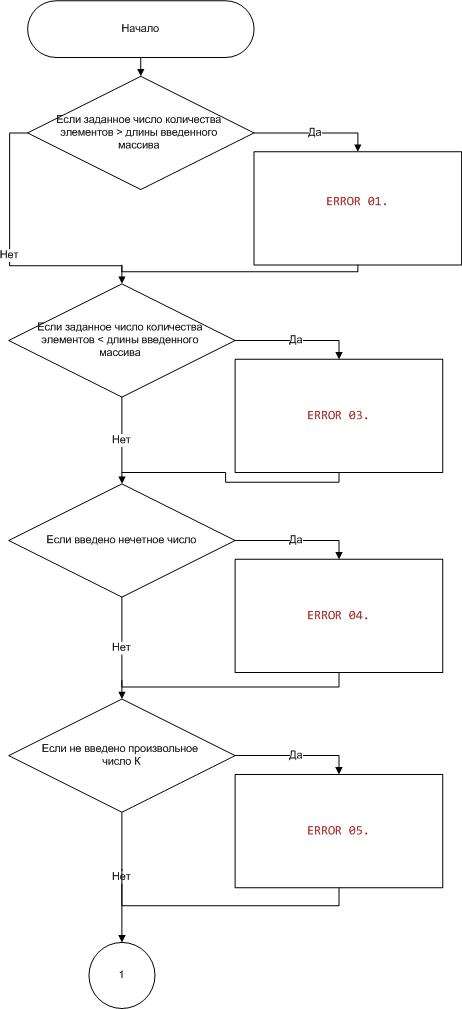 Начало
Если заданное число количества
элементов > длины введенного
массива
Да
ERROR 01.
Нет
Если заданное число количества
элементов < длины введенного
массива
Да
ERROR 03.
Нет
Если введено нечетное число
Да
ERROR 04.
Нет
Если не введено произвольное
число К
Да
ERROR 05.
Нет
1